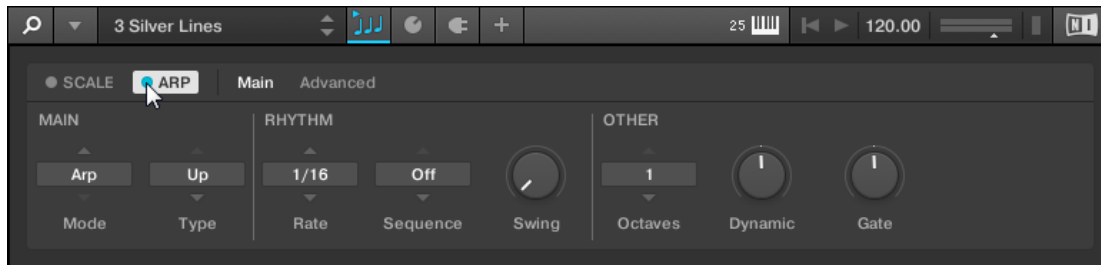 3 Silver Lines 25 120.00 NI
SCALE ARP Main Advanced
MAIN RHYTHM OTHER
Arp Up 1/16 Off 1
Mode Type Rate Sequence Swing Octaves Dynamic Gate